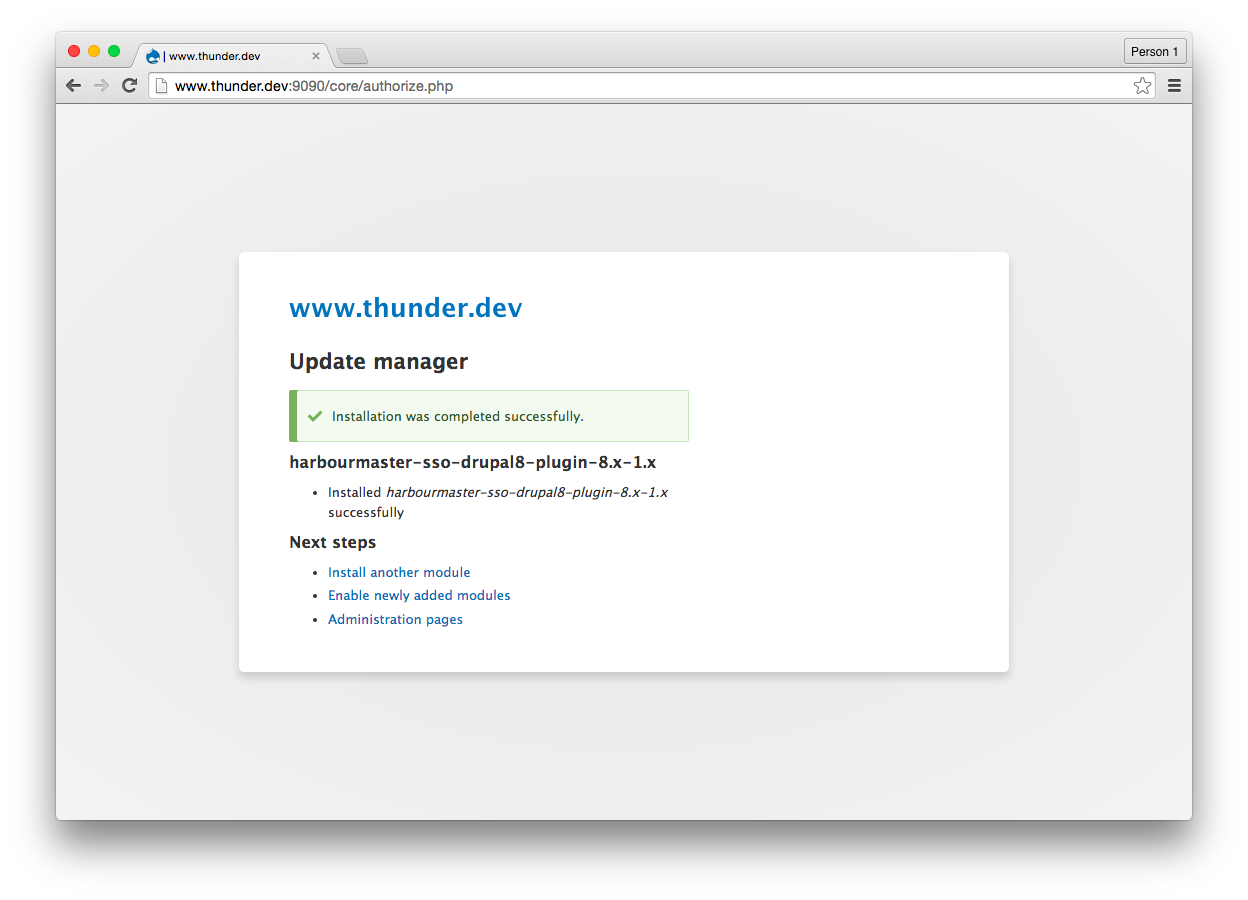 | www.thunder.dev
Person 1
www.thunder.dev:9090/core/authorize.php
www.thunder.dev
Update manager
Installation was completed successfully.
harbourmaster-sso-drupal8-plugin-8.x-1.x
• Installed harbourmaster-sso-drupal8-plugin-8.x-1.x
successfully
Next steps
• Install another module
• Enable newly added modules
• Administration pages